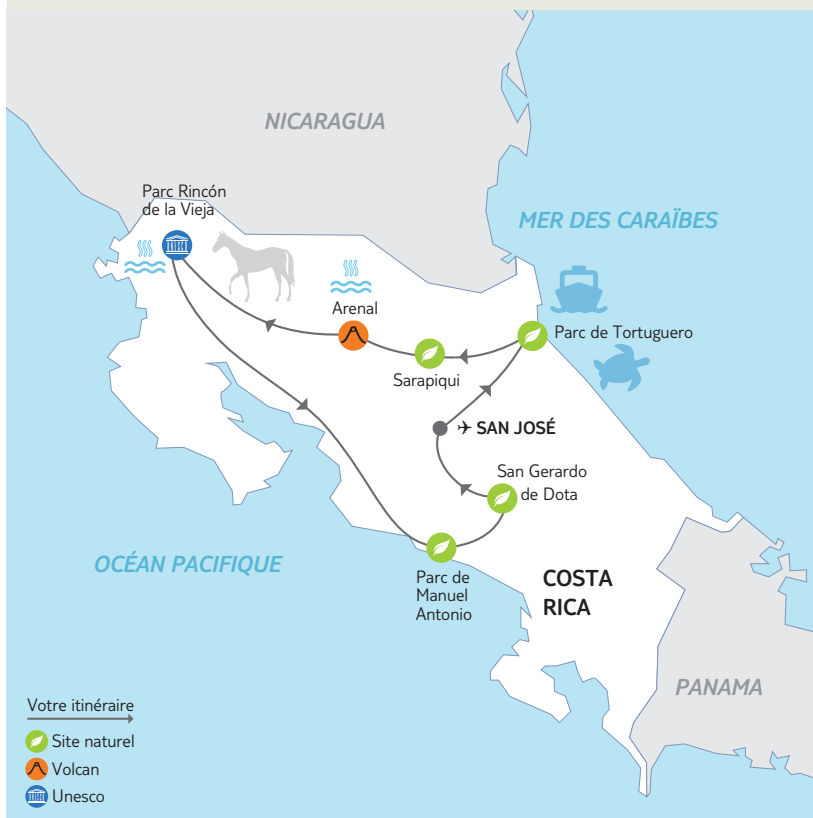 NICARAGUA
Parc Rincón
de la Vieja
MER DES CARAÏBES
Arenal
Parc de Tortuguero
Sarapiqui
SAN JOSÉ
San Gerardo
de Dota
OCÉAN PACIFIQUE
Parc de
Manuel
Antonio
COSTA
RICA
PANAMA
Votre itinéraire
Site naturel
Volcan
Unesco